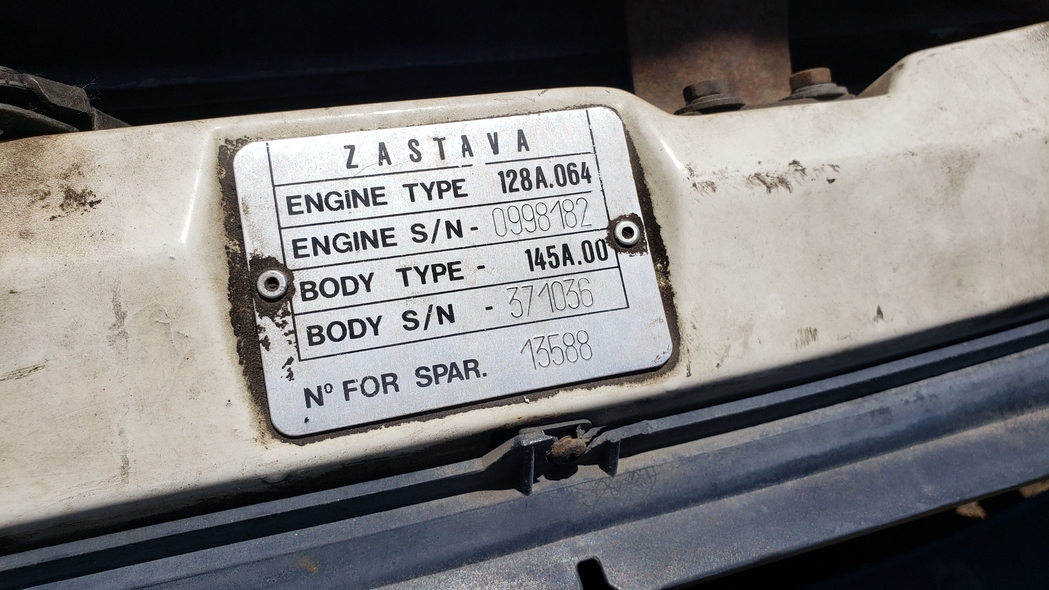 ZASTAVA
ENGiNE TYPE 128A.064
ENGINE S/N - 0998182
BODY TYPE - 145A.00
BODY S/N - 371036
Nº FOR SPAR. 13588